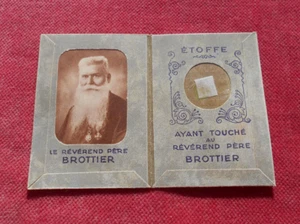 LE RÉVÉREND PÈRE
BROTTIER
ÉTOFFE
AYANT TOUCHÉ
AU
RÉVÉREND PÈRE
BROTTIER